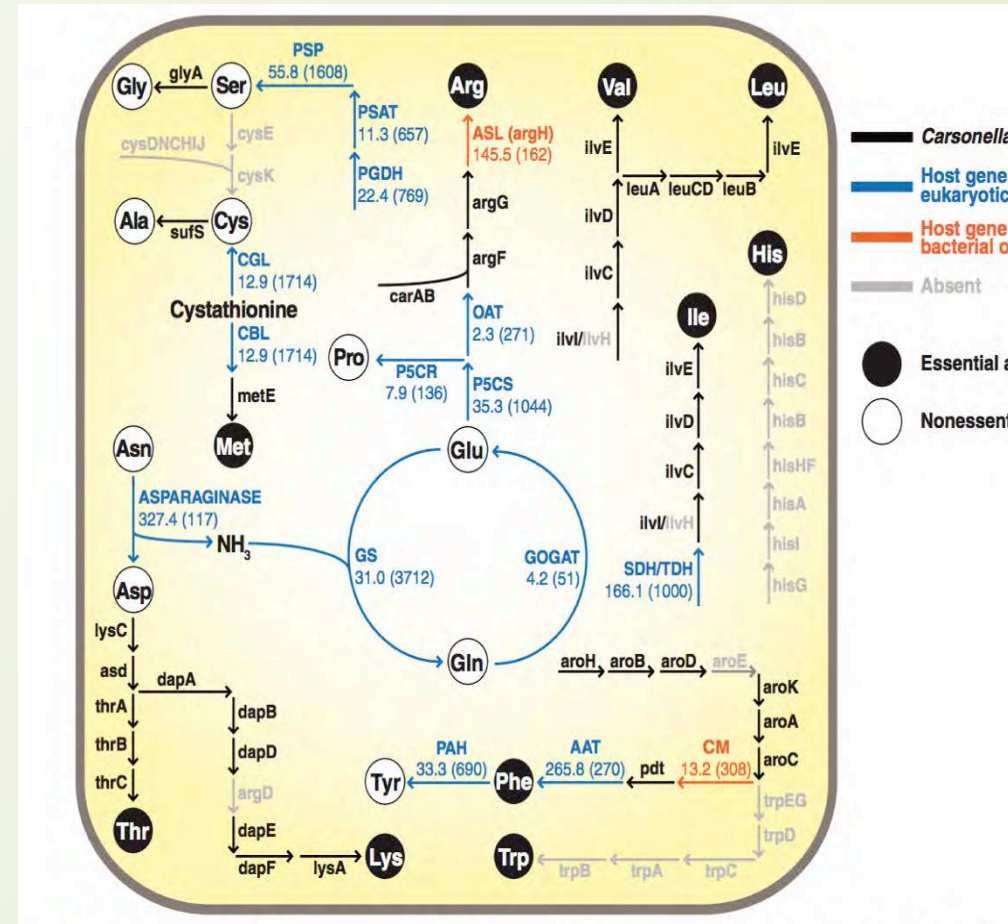 PSP
55.8 (1608)
Gly
glyA
Ser
PSAT
11.3 (657)
PGDH
22.4 (769)
cysE
cysDNCHIJ
cysK
Ala
sufS
Cys
CGL
12.9 (1714)
Cystathionine
CBL
12.9 (1714)
metE
Met
Arg
ASL (argH)
145.5 (162)
argG
argF
carAB
OAT
2.3 (271)
Pro
P5CR
7.9 (136)
P5CS
35.3 (1044)
Glu
Val
Leu
ilvE
ilvE
leuA
leuCD
leuB
ilvD
ilvC
ilvI/ilvH
Ile
ilvE
ilvD
ilvC
ilvI/ilvH
SDH/TDH
166.1 (1000)
His
hisD
hisB
hisC
hisB
hisHF
hisA
hisI
hisG
Asn
ASPARAGINASE
327.4 (117)
NH3
GS
31.0 (3712)
GOGAT
4.2 (51)
Asp
Gln
lysC
asd
dapA
thrA
thrB
thrC
Thr
dapB
dapD
argD
dapE
dapF
lysA
Lys
aroH
aroB
aroD
aroE
aroK
aroA
aroC
CM
13.2 (308)
pdt
AAT
265.8 (270)
Phe
PAH
33.3 (690)
Tyr
trpEG
trpD
trpC
trpA
trpB
Trp
Carsonella
Host gene
eukaryotic
Host gene
bacterial o
Absent
Essential a
Nonessent